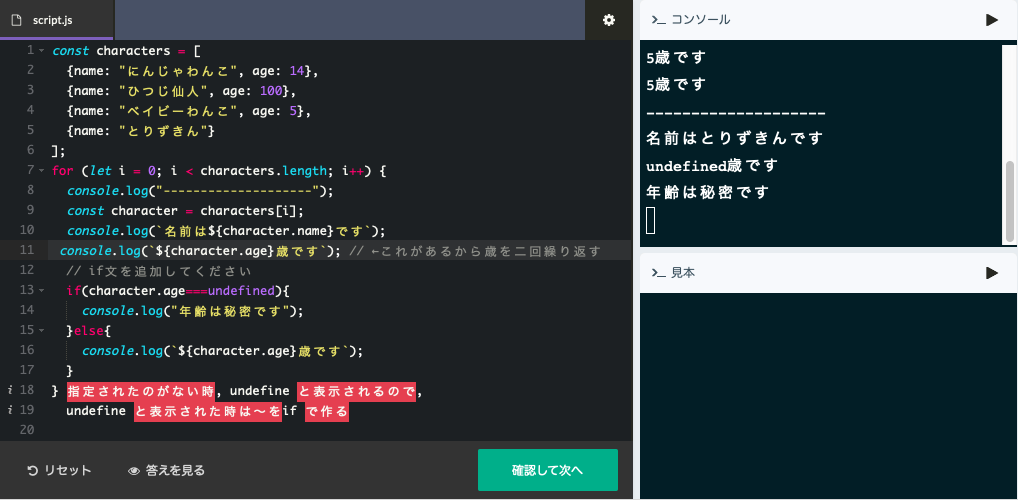 script.js
1 const characters = [
2 {name: "にんじゃわんこ", age: 14},
3 {name: "ひつじ仙人", age: 100},
4 {name: "ベイビーわんこ", age: 5},
5 {name: "とりずきん"}
6 ];
7 for (let i = 0; i < characters.length; i++) {
8 console.log("--------------------");
9 const character = characters[i];
10 console.log(`名前は${character.name}です`);
11 console.log(`${character.age}歳です`); // ←これがあるから歳を二回繰り返す
12 // if文を追加してください
13 if(character.age===undefined){
14 console.log("年齢は秘密です");
15 }else{
16 console.log(`${character.age}歳です`);
17 }
i 18 } 指定されたのがない時, undefine と表示されるので,
i 19 undefine と表示された時は〜をif で作る
20
リセット
答えを見る
確認して次へ
>_ コンソール
5歳です
5歳です
--------------------
名前はとりずきんです
undefined歳です
年齢は秘密です
>_ 見本